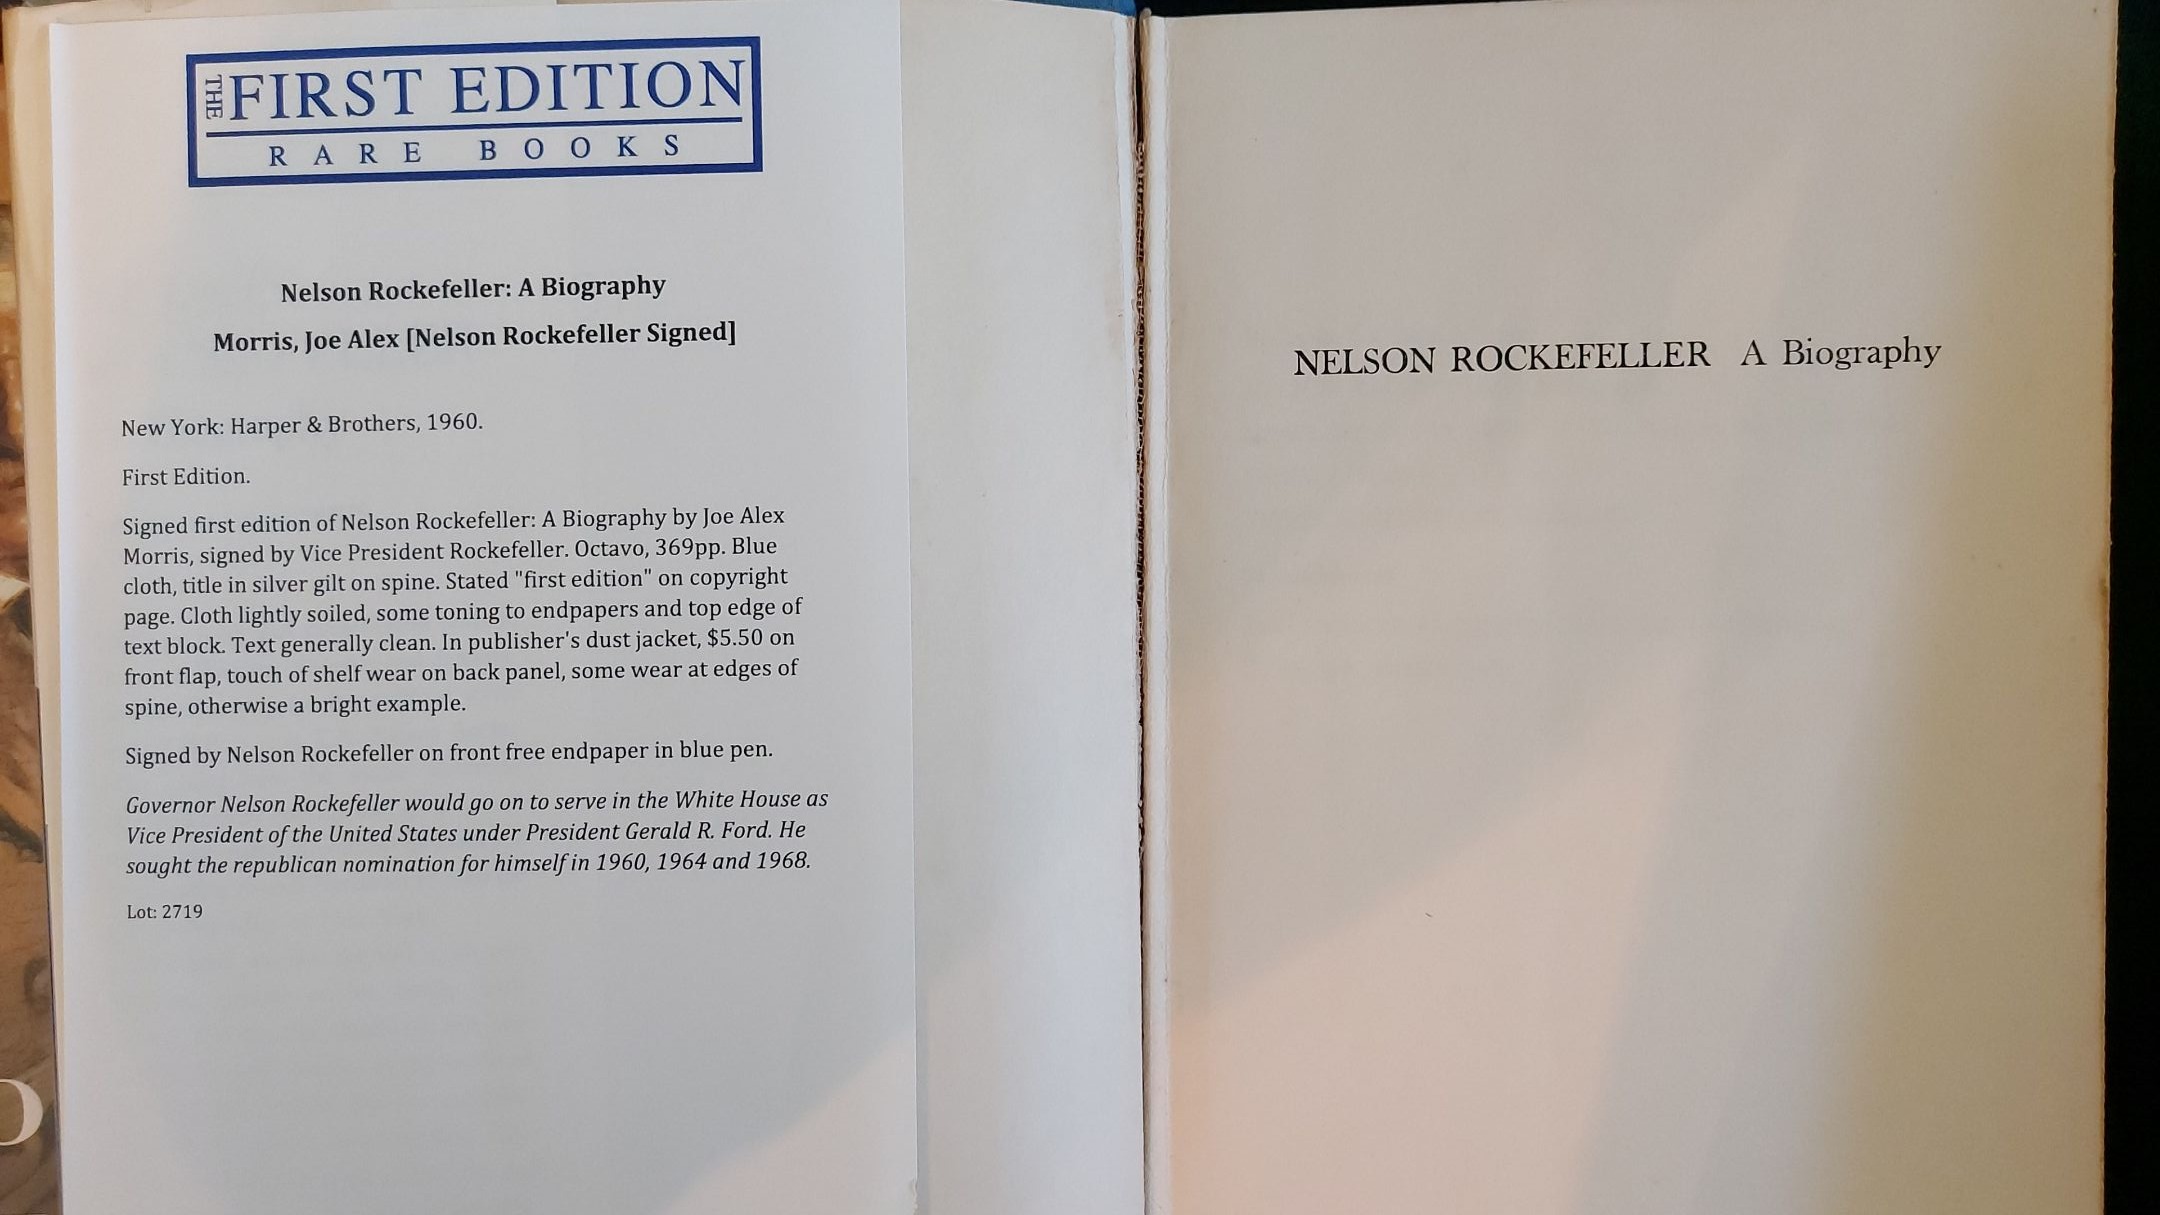 THE FIRST EDITION
RARE BOOKS
Nelson Rockefeller: A Biography
Morris, Joe Alex [Nelson Rockefeller Signed]
New York: Harper & Brothers, 1960.
First Edition.
Signed first edition of Nelson Rockefeller: A Biography by Joe Alex
Morris, signed by Vice President Rockefeller. Octavo, 369pp. Blue
cloth, title in silver gilt on spine. Stated "first edition" on copyright
page. Cloth lightly soiled, some toning to endpapers and top edge of
text block. Text generally clean. In publisher's dust jacket, $5.50 on
front flap, touch of shelf wear on back panel, some wear at edges of
spine, otherwise a bright example.
Signed by Nelson Rockefeller on front free endpaper in blue pen.
Governor Nelson Rockefeller would go on to serve in the White House as
Vice President of the United States under President Gerald R. Ford. He
sought the republican nomination for himself in 1960, 1964 and 1968.
Lot: 2719
NELSON ROCKEFELLER A Biography